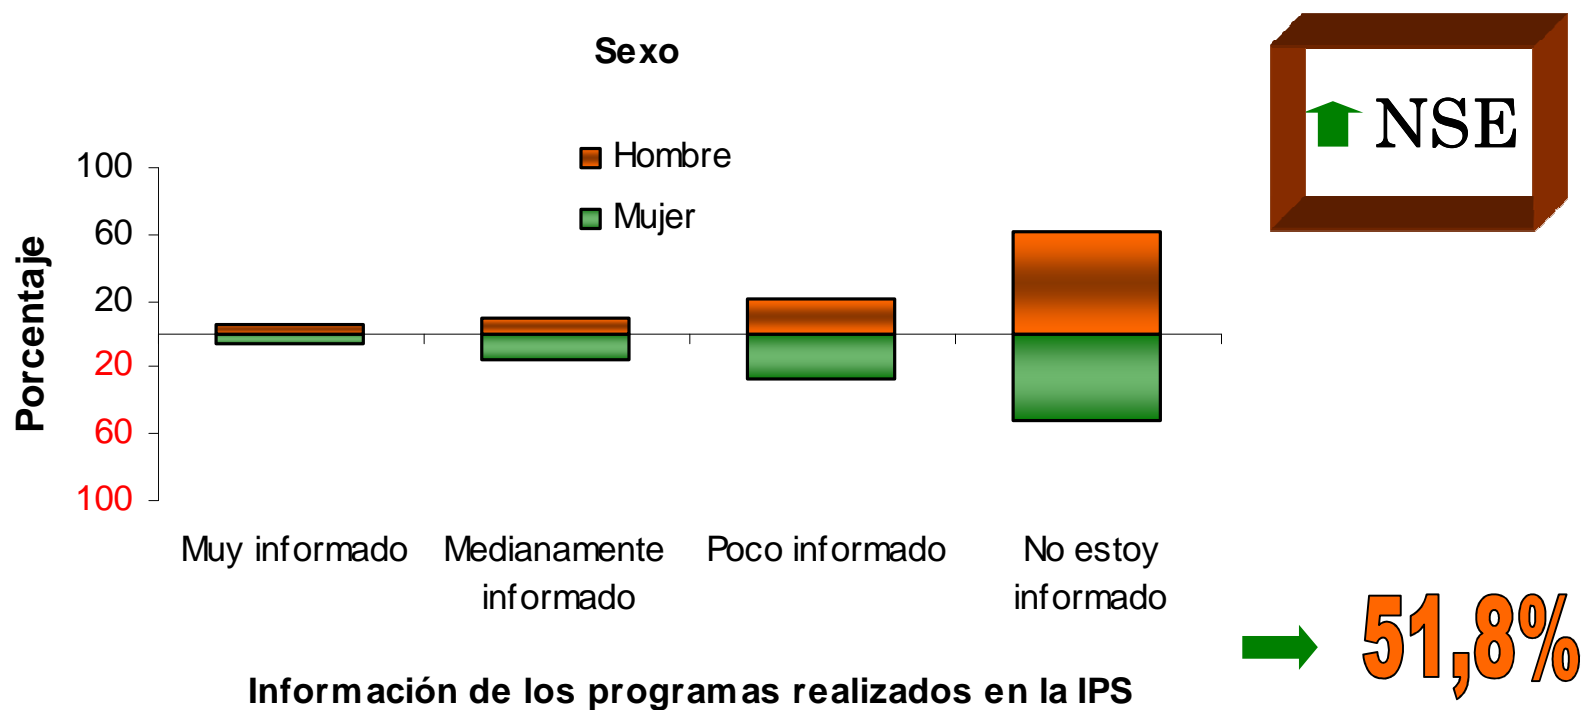 Sexo
NSE
Hombre
Mujer
Porcentaje
100
60
20
20
60
100
Muy informado
Medianamente
informado
Poco informado
No estoy
informado
51,8%
Información de los programas realizados en la IPS